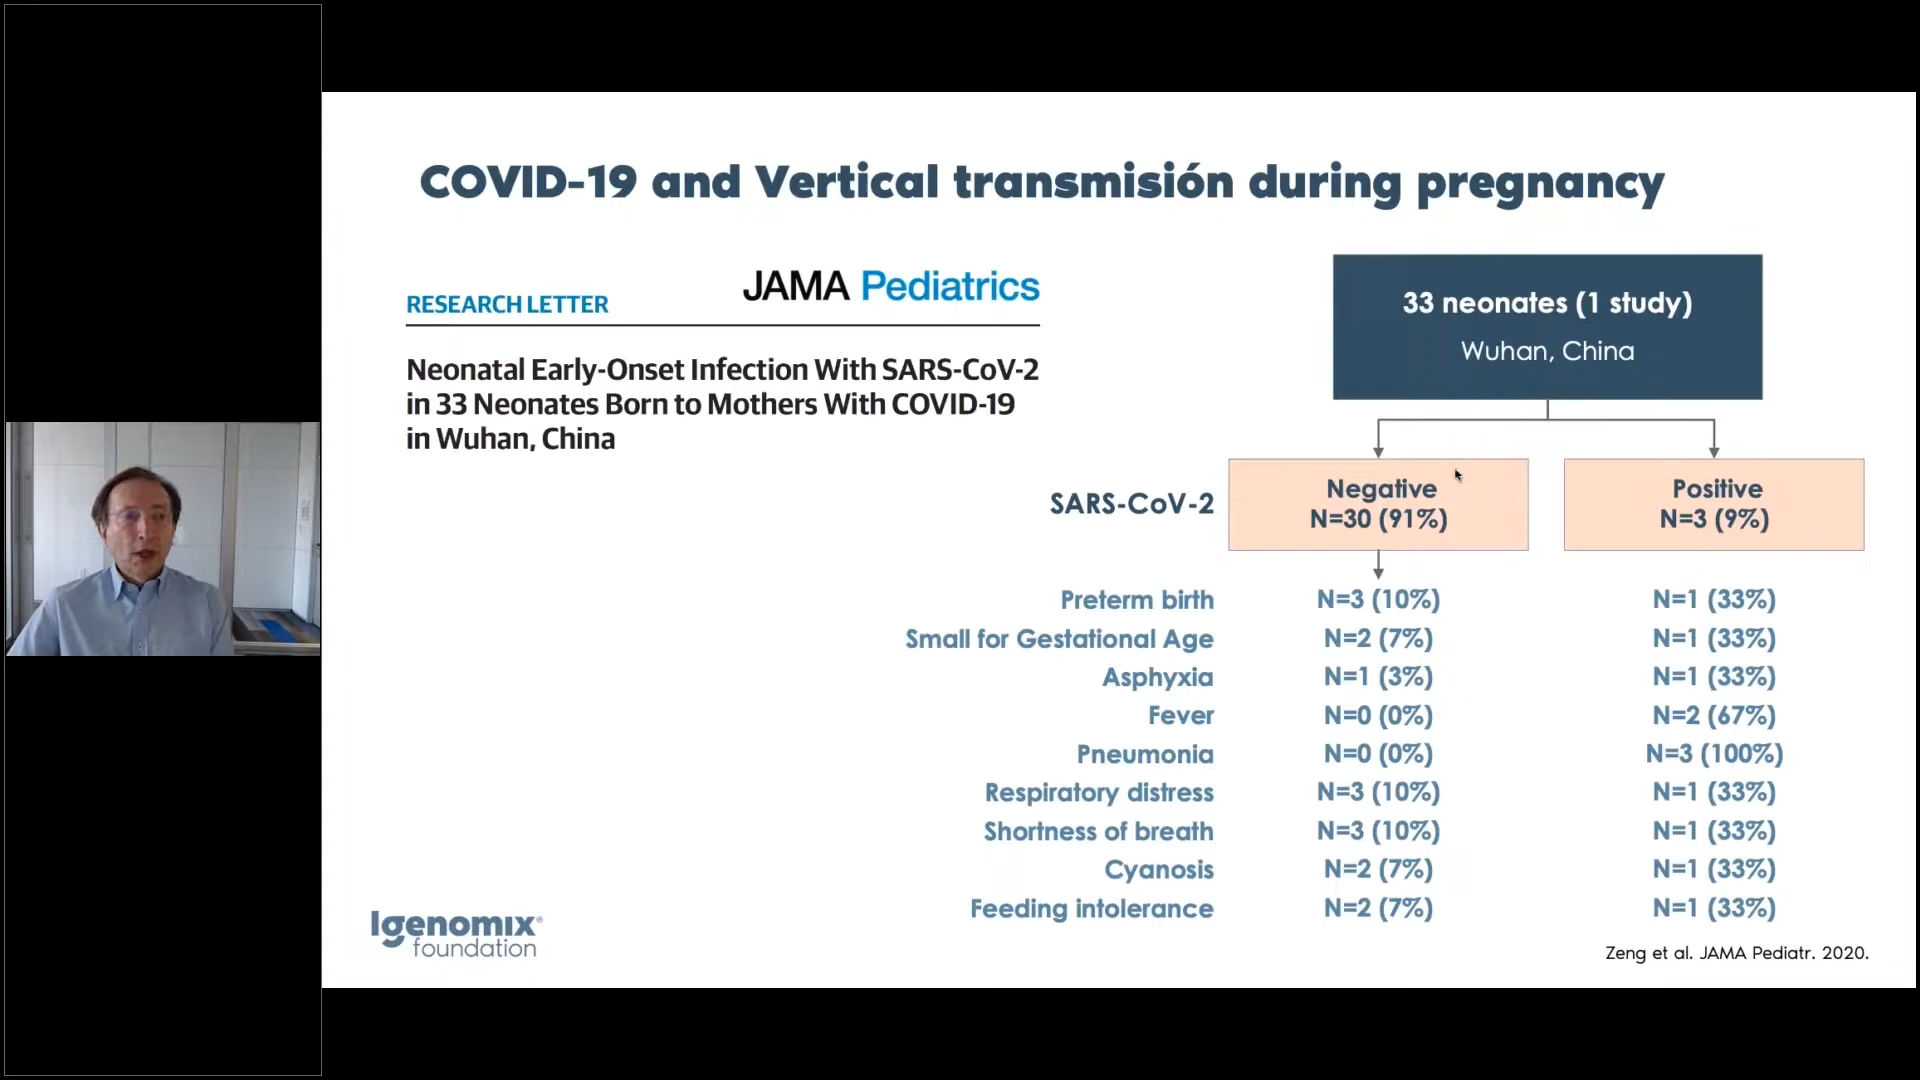 COVID-19 and Vertical transmisión during pregnancy
RESEARCH LETTER
JAMA Pediatrics
Neonatal Early-Onset Infection With SARS-CoV-2
in 33 Neonates Born to Mothers With COVID-19
in Wuhan, China
33 neonates (1 study)
Wuhan, China
SARS-CoV-2
Negative
N=30 (91%)
Positive
N=3 (9%)
Preterm birth N=3 (10%) N=1 (33%)
Small for Gestational Age N=2 (7%) N=1 (33%)
Asphyxia N=1 (3%) N=1 (33%)
Fever N=0 (0%) N=2 (67%)
Pneumonia N=0 (0%) N=3 (100%)
Respiratory distress N=3 (10%) N=1 (33%)
Shortness of breath N=3 (10%) N=1 (33%)
Cyanosis N=2 (7%) N=1 (33%)
Feeding intolerance N=2 (7%) N=1 (33%)
Igenomix®
foundation
Zeng et al. JAMA Pediatr. 2020.